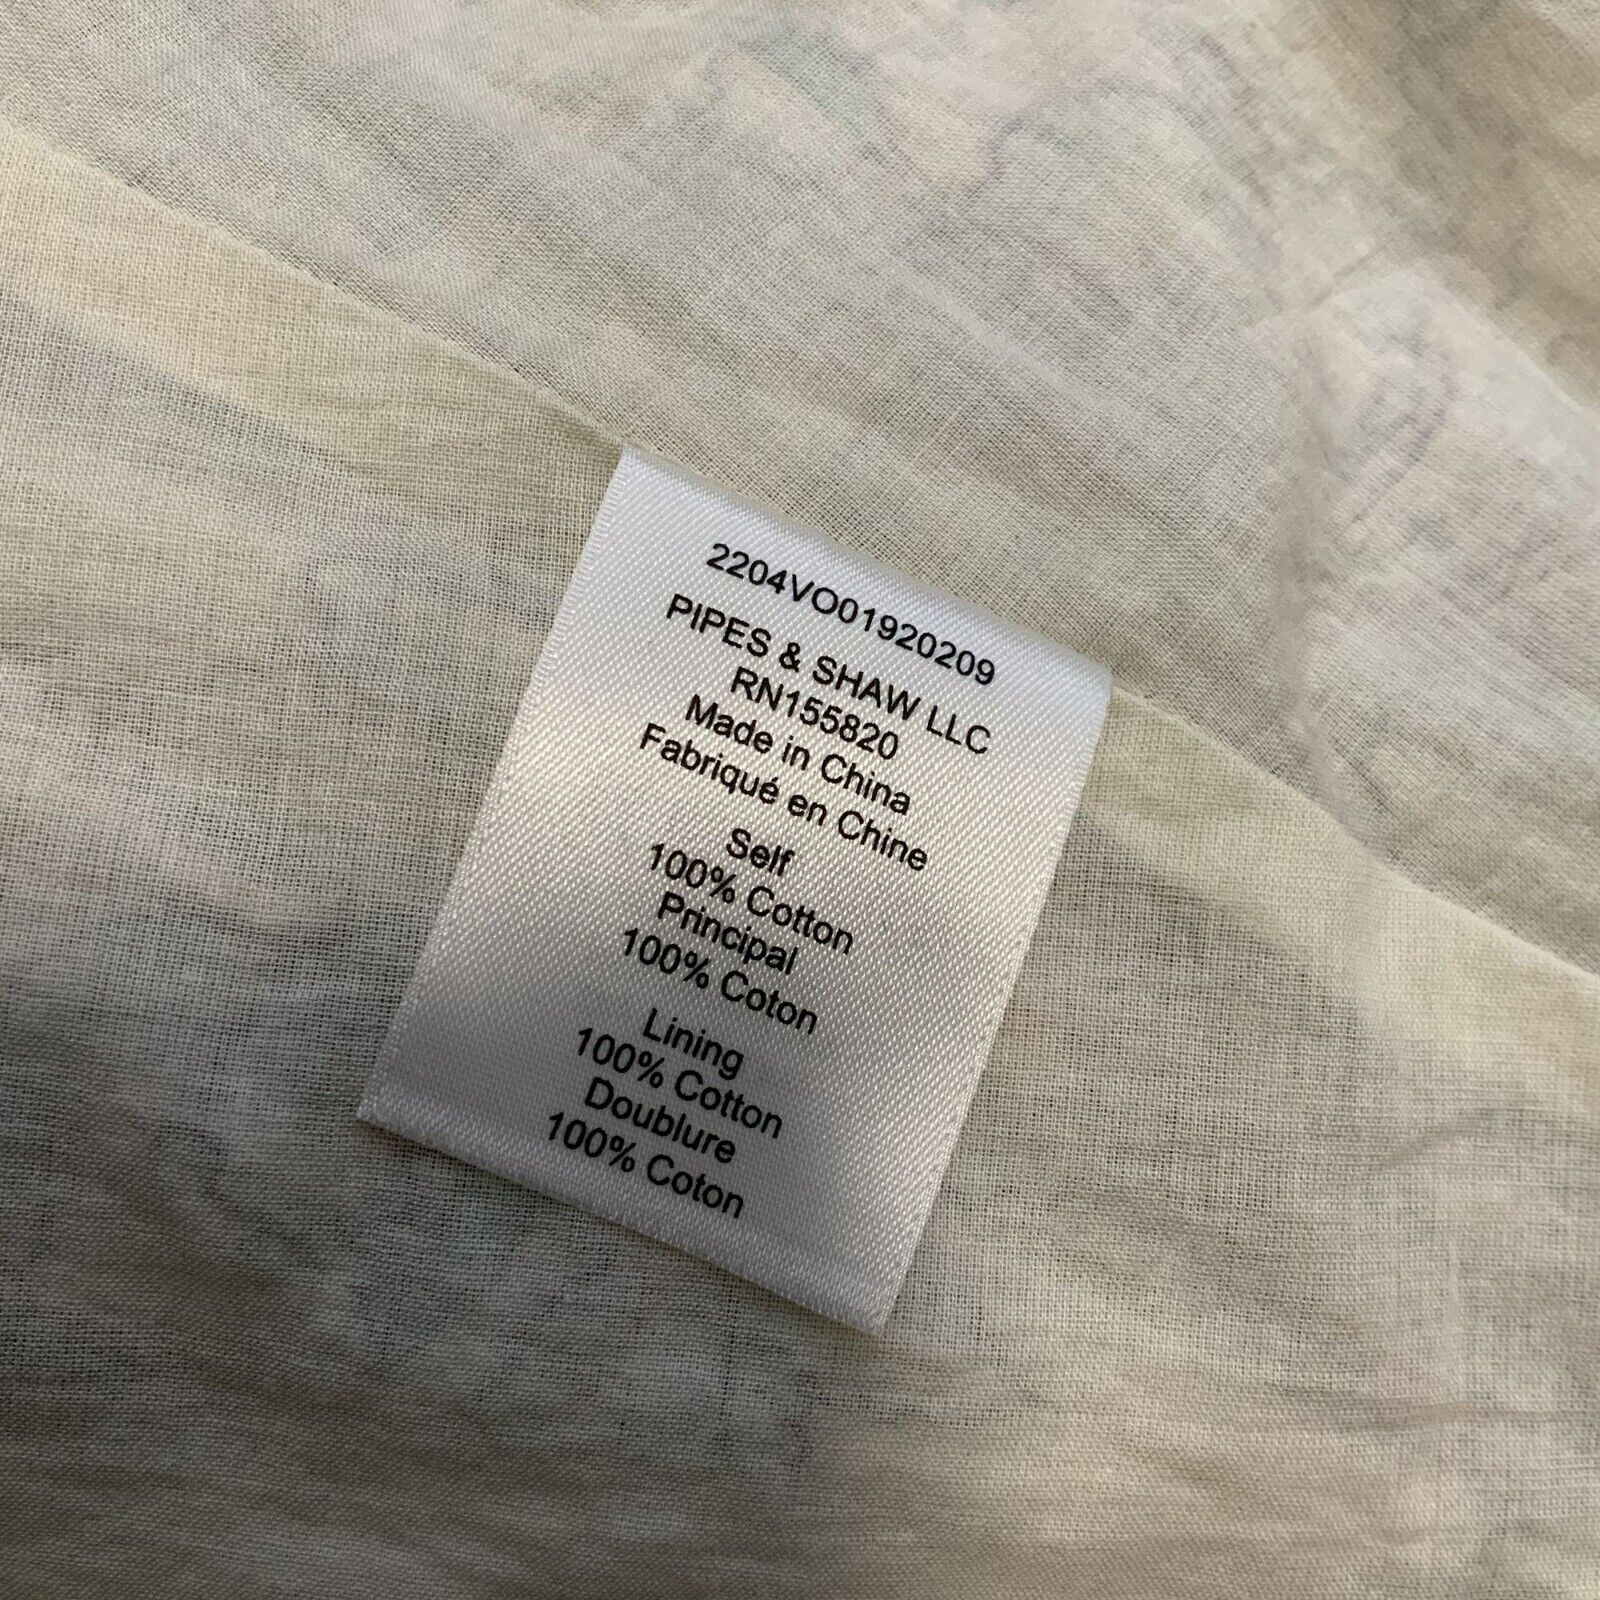 2204VO01920209
PIPES & SHAW LLC
RN155820
Made in China
Fabriqué en Chine
Self
100% Cotton
Principal
100% Coton
Lining
100% Cotton
Doublure
100% Coton